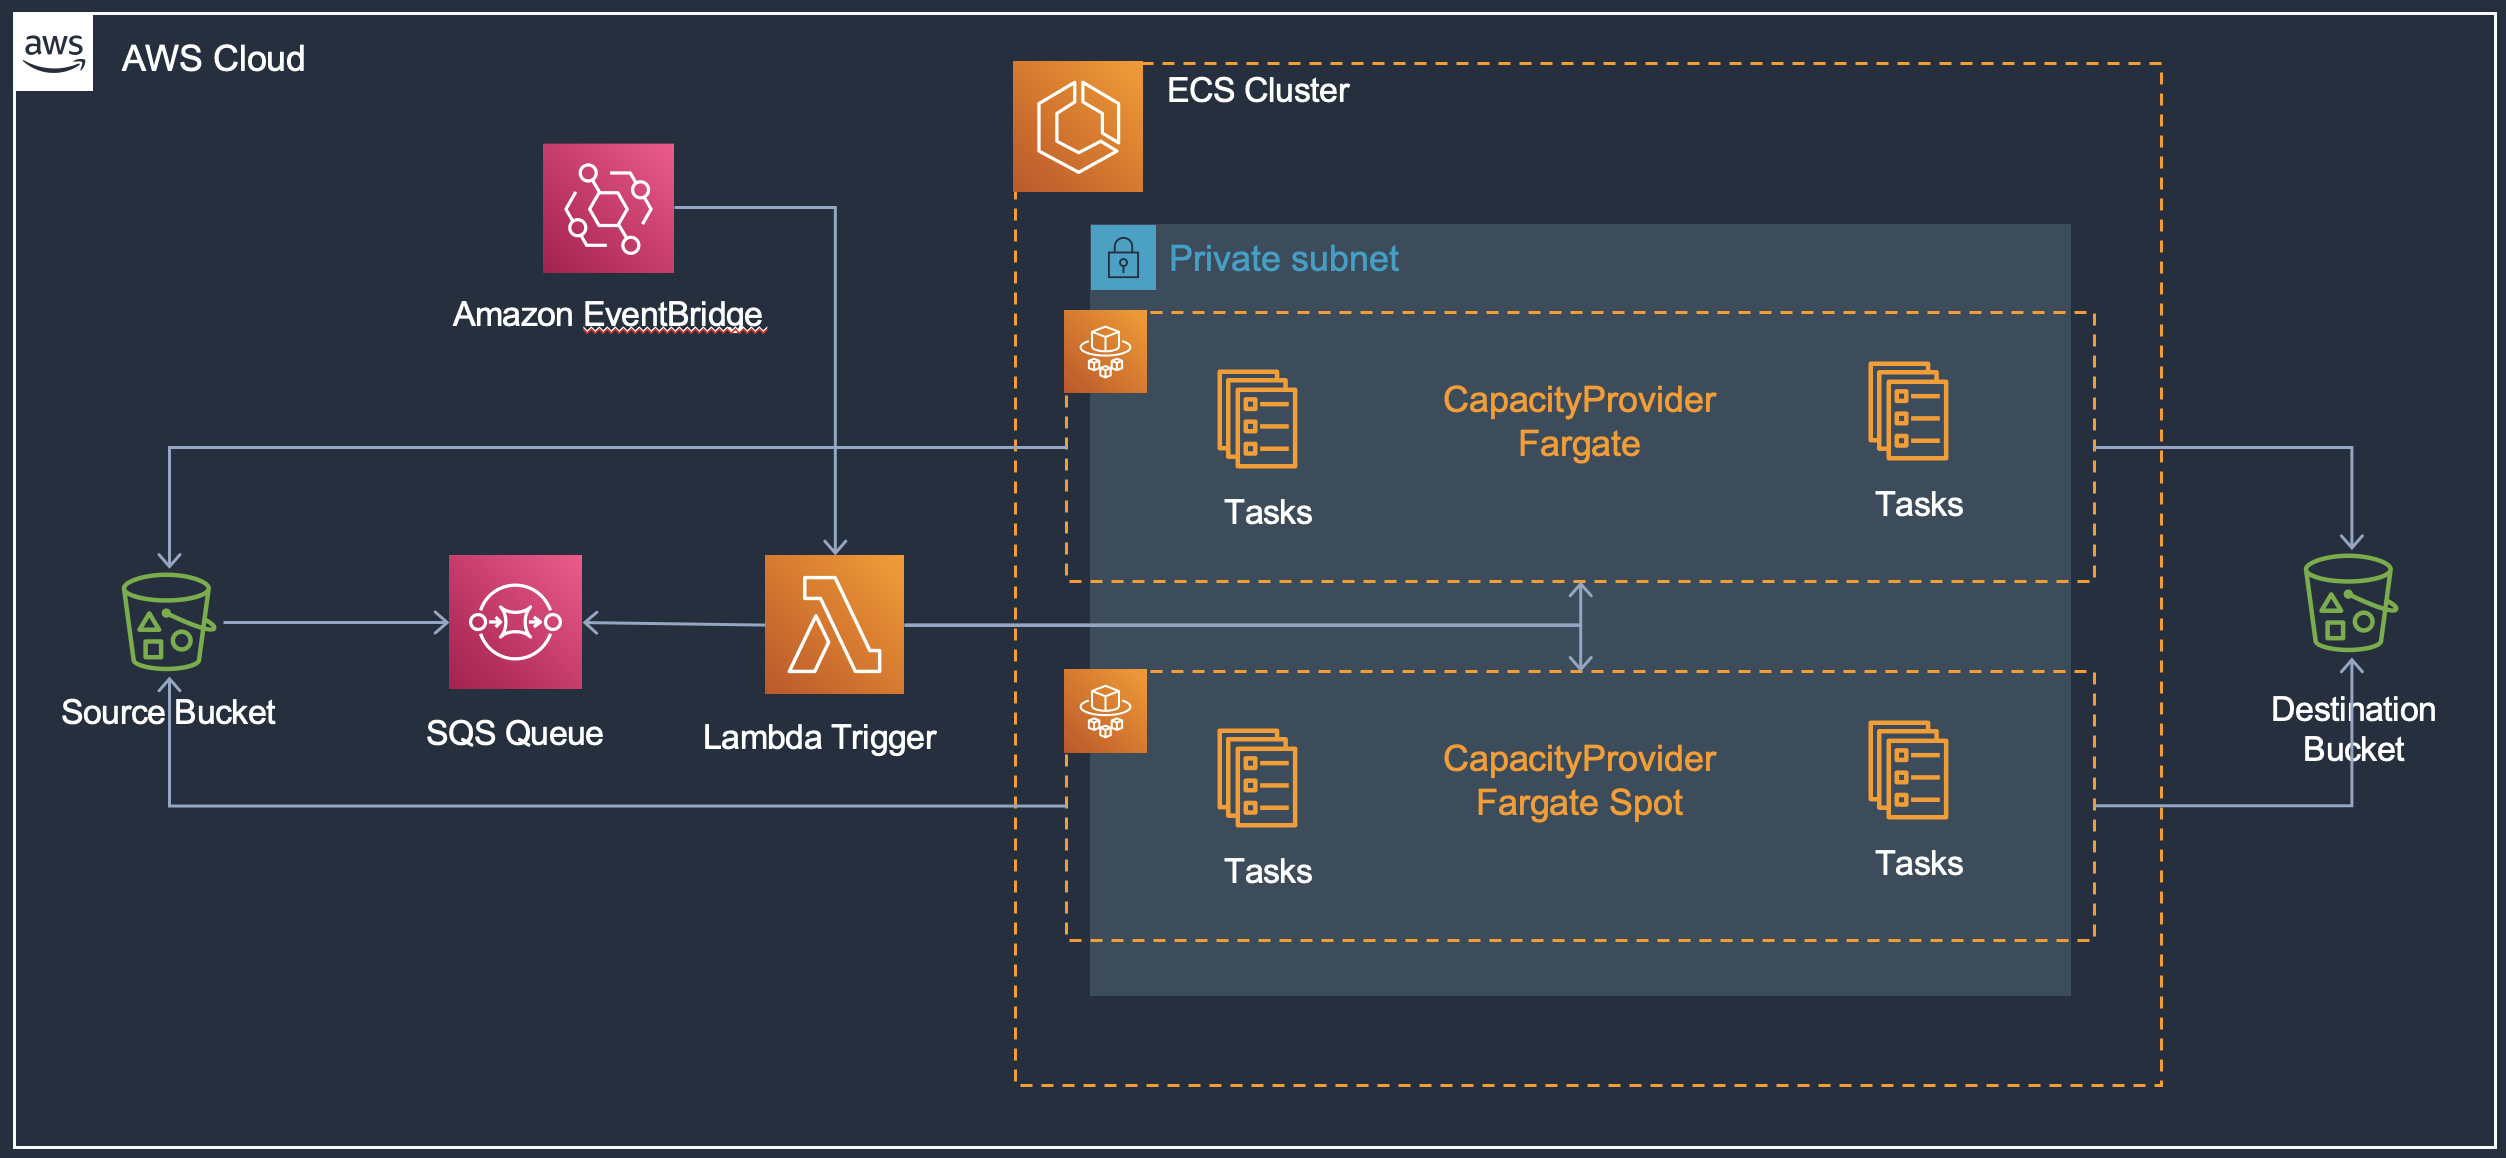 aws
AWS Cloud
ECS Cluster
Private subnet
Amazon EventBridge
CapacityProvider
Fargate
Tasks
Tasks
Source Bucket
SQS Queue
Lambda Trigger
Destination
Bucket
CapacityProvider
Fargate Spot
Tasks
Tasks